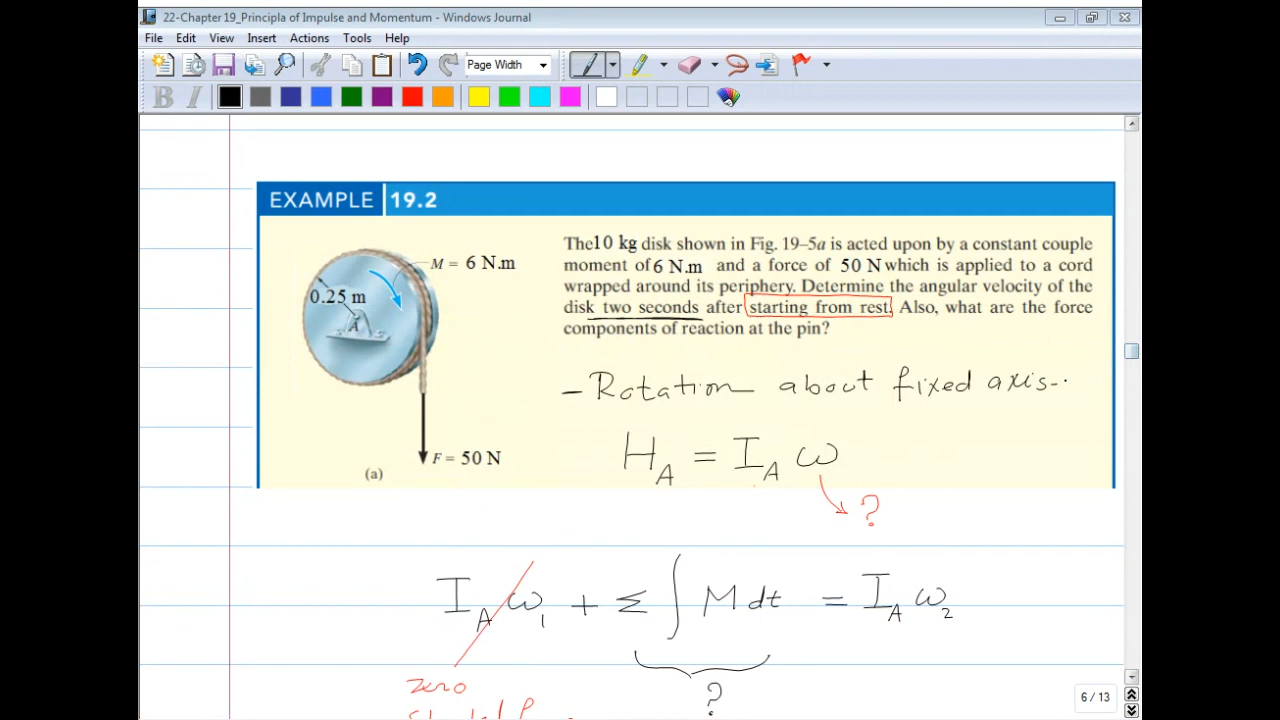 22-Chapter 19_Principla of Impulse and Momentum - Windows Journal
File Edit View Insert Actions Tools Help
Page Width
B I
EXAMPLE 19.2
The 10 kg disk shown in Fig. 19–5a is acted upon by a constant couple
moment of 6 N.m and a force of 50 N which is applied to a cord
wrapped around its periphery. Determine the angular velocity of the
disk two seconds after starting from rest. Also, what are the force
components of reaction at the pin?
M = 6 N.m
0.25 m
A
F = 50 N
(a)
- Rotation about fixed axis..
H_A = I_A ω
?
I_A ω_1 + Σ ∫ M dt = I_A ω_2
zero
?
6 / 13